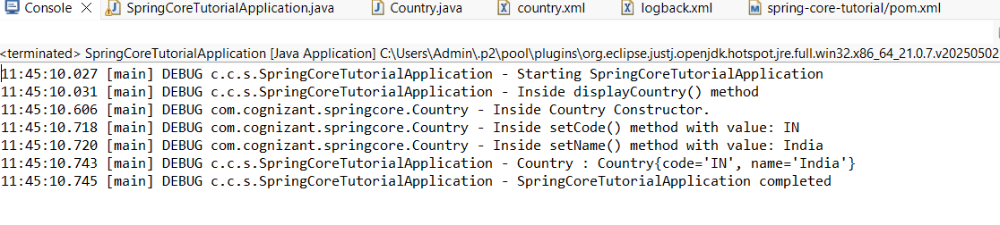 Console SpringCoreTutorialApplication.java Country.java country.xml logback.xml spring-core-tutorial/pom.xml
<terminated> SpringCoreTutorialApplication [Java Application] C:\Users\Admin\.p2\pool\plugins\org.eclipse.justj.openjdk.hotspot.jre.full.win32.x86_64_21.0.7.v20250502
11:45:10.027 [main] DEBUG c.c.s.SpringCoreTutorialApplication - Starting SpringCoreTutorialApplication
11:45:10.031 [main] DEBUG c.c.s.SpringCoreTutorialApplication - Inside displayCountry() method
11:45:10.606 [main] DEBUG com.cognizant.springcore.Country - Inside Country Constructor.
11:45:10.718 [main] DEBUG com.cognizant.springcore.Country - Inside setCode() method with value: IN
11:45:10.720 [main] DEBUG com.cognizant.springcore.Country - Inside setName() method with value: India
11:45:10.743 [main] DEBUG c.c.s.SpringCoreTutorialApplication - Country : Country{code='IN', name='India'}
11:45:10.745 [main] DEBUG c.c.s.SpringCoreTutorialApplication - SpringCoreTutorialApplication completed